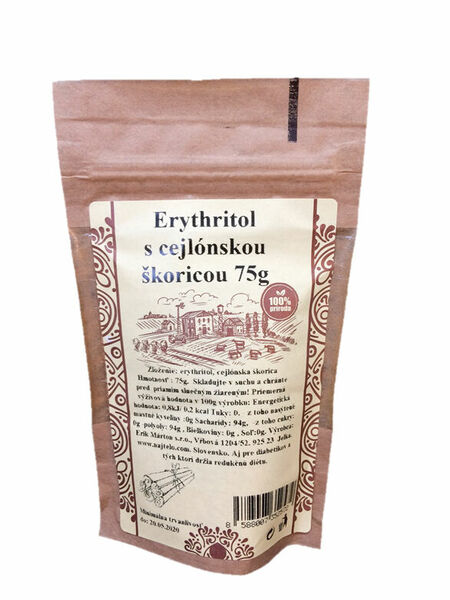 Erythritol
s cejlónskou
škoricou 75g
100%
príroda
Zloženie: erythritol, cejlónska škorica
Hmotnosť: 75g. Skladujte v suchu a chráňte
pred priamim slnečným žiarením! Priemerná
výživová hodnota v 100g výrobku: Energetická
hodnota: 0,8kJ/ 0.2 kcal Tuky: 0, z toho nasýtené
mastné kyseliny :0g Sacharidy: 94g, z toho cukry:
0g polyoly: 94g , Bielkoviny: 0g , Soľ:0g. Výrobca:
Erik Márton s.r.o., Vŕbová 1204/52. 925 23 Jelka.
www.najtelo.com. Slovensko. Aj pre diabetikov a
tých ktorí držia redukčnú diétu.
Minimálna trvanlivosť
do: 20.05.2020